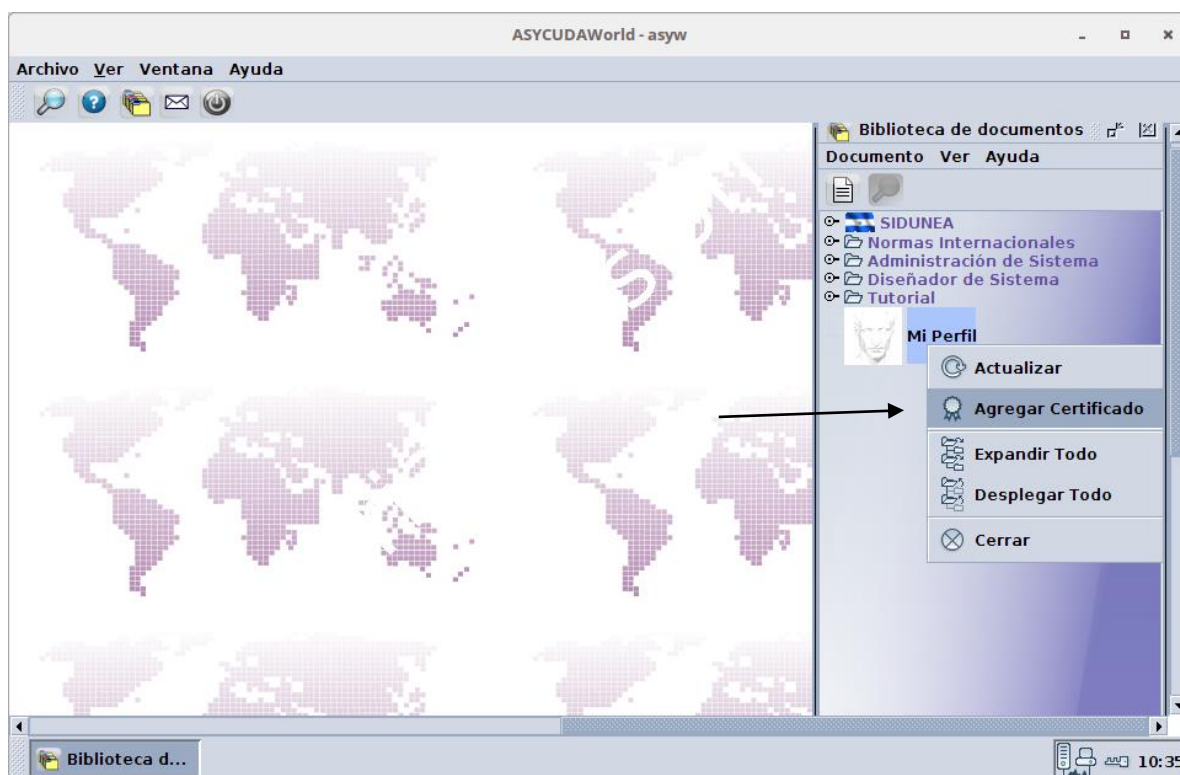 ASYCUDAWorld - asyw
Archivo Ver Ventana Ayuda
Biblioteca de documentos
Documento Ver Ayuda
SIDUNEA
Normas Internacionales
Administración de Sistema
Diseñador de Sistema
Tutorial
Mi Perfil
Actualizar
Agregar Certificado
Expandir Todo
Desplegar Todo
Cerrar
Biblioteca d...
10:35